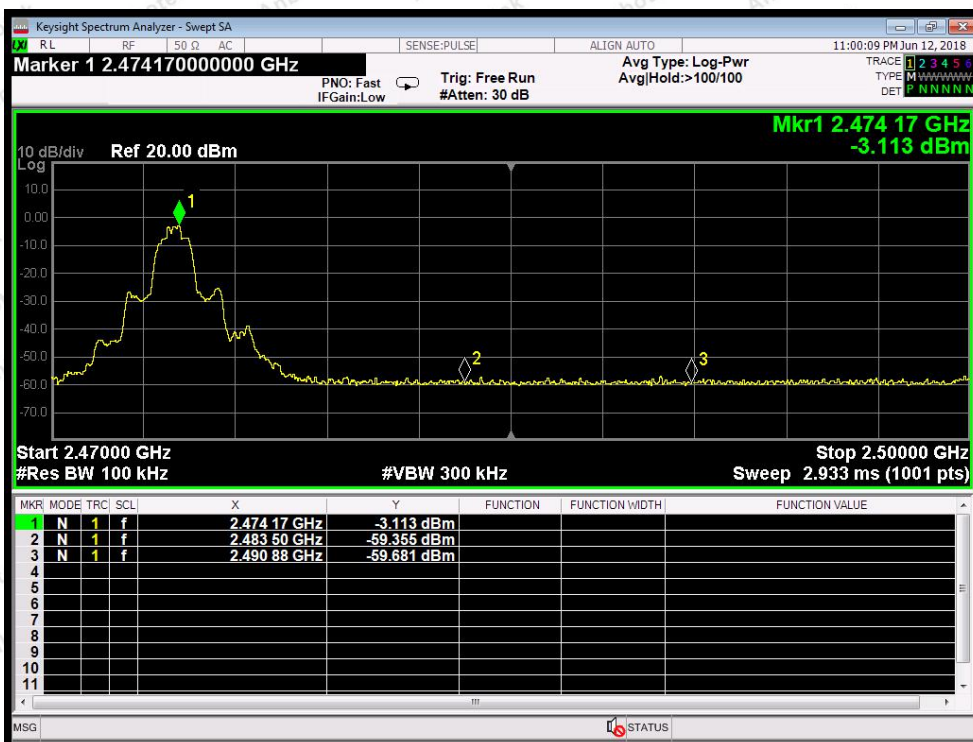 Keysight Spectrum Analyzer - Swept SA
LXI RL RF 50 Ω AC SENSE:PULSE ALIGN AUTO 11:00:09 PM Jun 12, 2018
Marker 1 2.474170000000 GHz
PNO: Fast
IFGain:Low
Trig: Free Run
#Atten: 30 dB
Avg Type: Log-Pwr
Avg|Hold:>100/100
TRACE 1 2 3 4 5 6
TYPE M WWWWW
DET P N N N N N
Mkr1 2.474 17 GHz
-3.113 dBm
10 dB/div Ref 20.00 dBm
Log
10.0
0.00
-10.0
-20.0
-30.0
-40.0
-50.0
-60.0
-70.0
1
2
3
Start 2.47000 GHz Stop 2.50000 GHz
#Res BW 100 kHz #VBW 300 kHz Sweep 2.933 ms (1001 pts)
MKR MODE TRC SCL X Y FUNCTION FUNCTION WIDTH FUNCTION VALUE
1 N 1 f 2.474 17 GHz -3.113 dBm
2 N 1 f 2.483 50 GHz -59.355 dBm
3 N 1 f 2.490 88 GHz -59.681 dBm
4
5
6
7
8
9
10
11
MSG STATUS